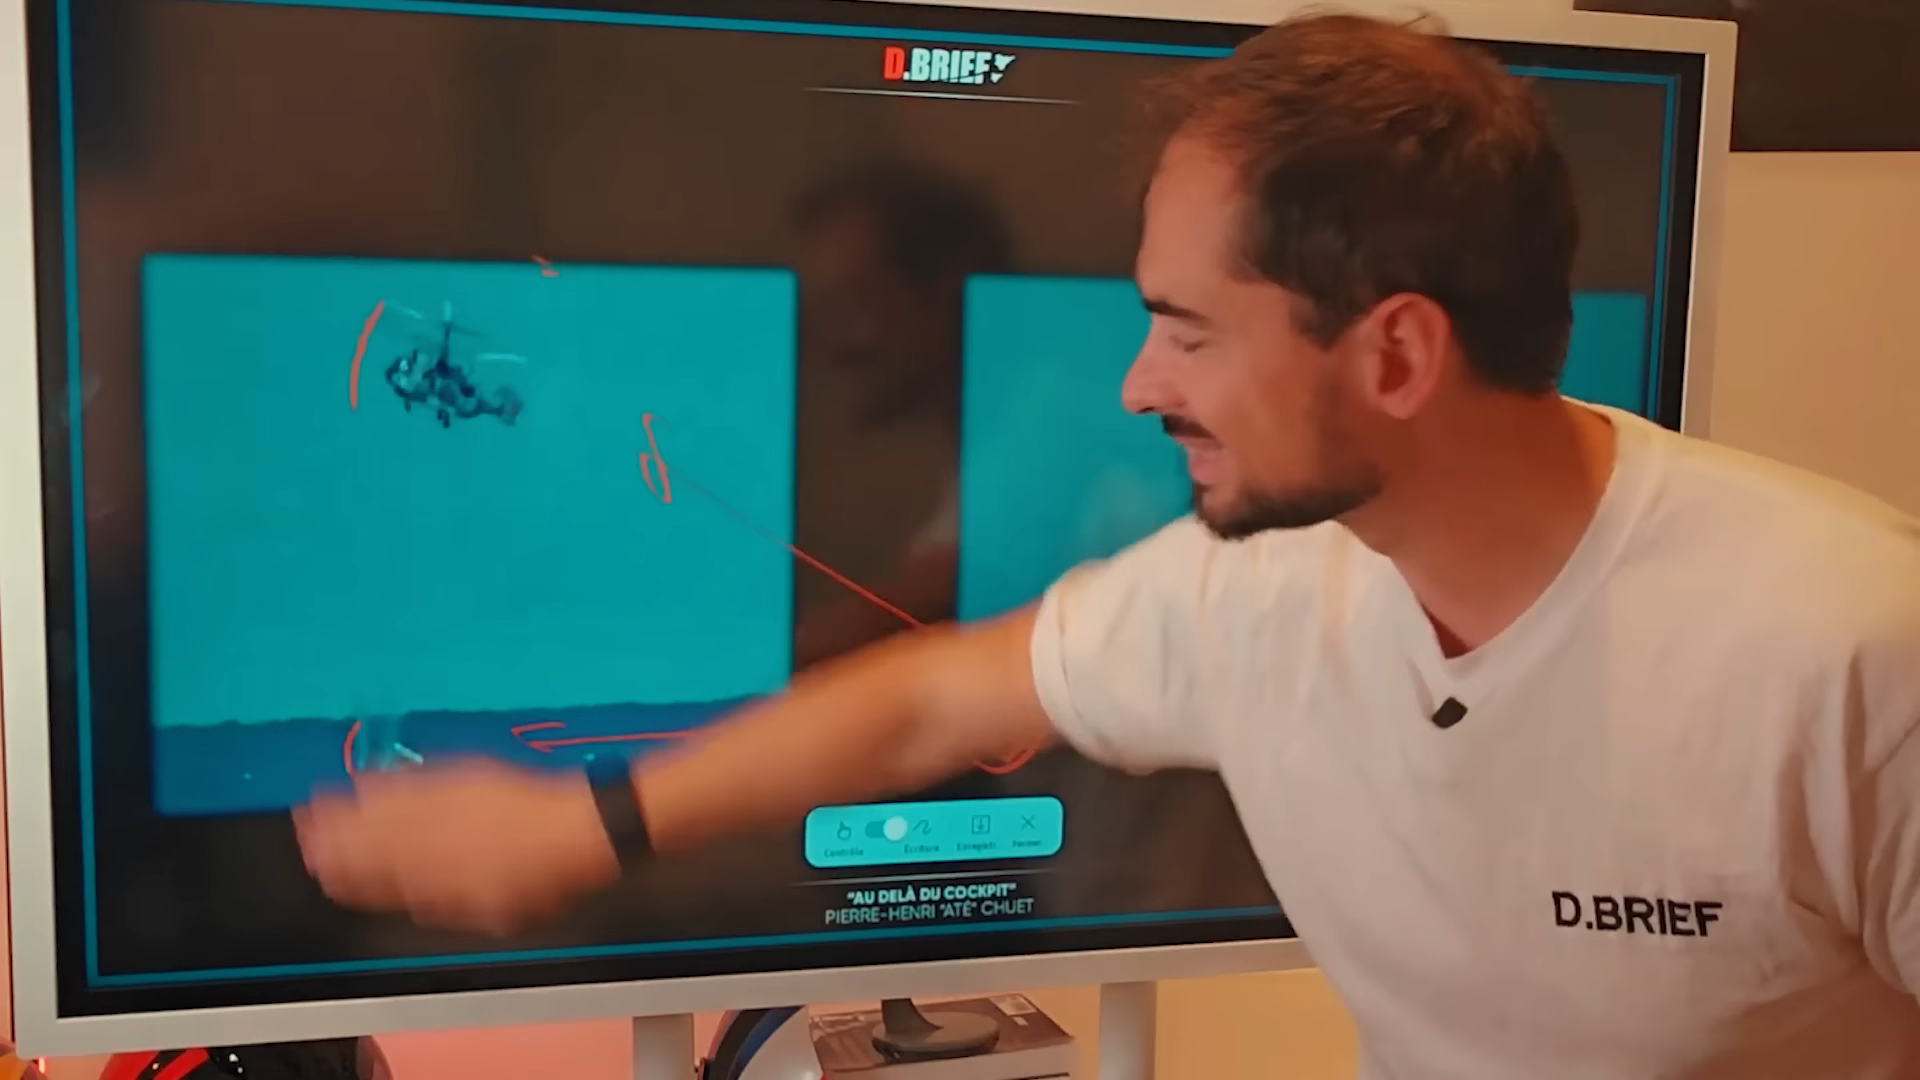 D.BRIEF
Contrôle Écriture Enregistr Fermer
"AU DELÀ DU COCKPIT"
PIERRE-HENRI "ATÉ" CHUET
D.BRIEF